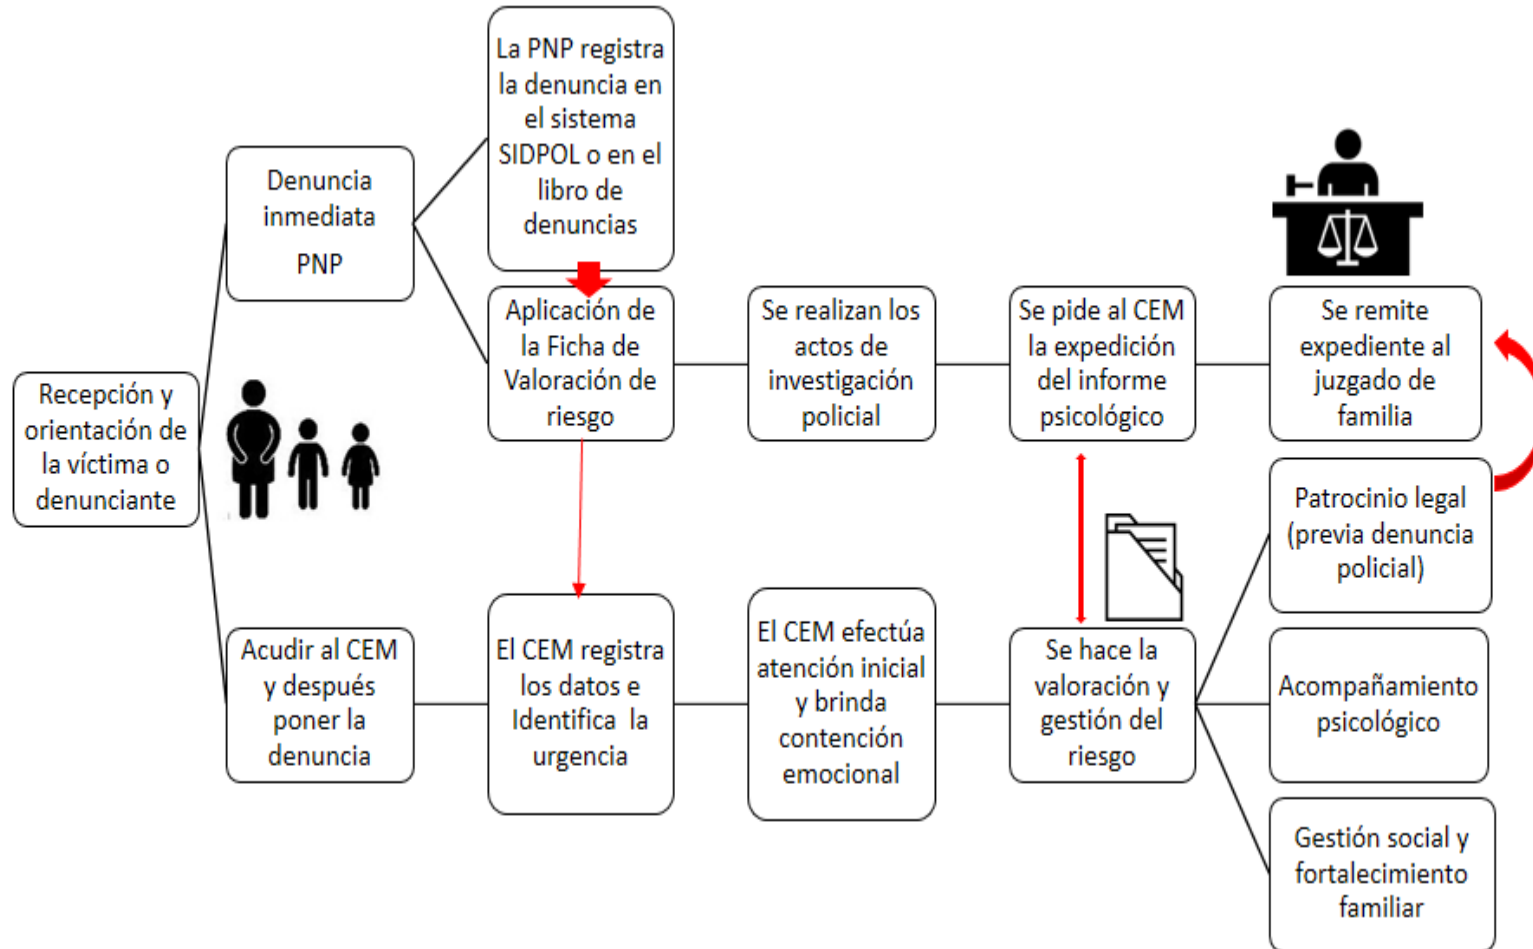 La PNP registra
la denuncia en
el sistema
SIDPOL o en el
libro de
denuncias
Denuncia
inmediata
PNP
Aplicación de
la Ficha de
Valoración de
riesgo
Se realizan los
actos de
investigación
policial
Se pide al CEM
la expedición
del informe
psicológico
Se remite
expediente al
juzgado de
familia
Recepción y
orientación de
la víctima o
denunciante
Patrocinio legal
(previa denuncia
policial)
Acudir al CEM
y después
poner la
denuncia
El CEM registra
los datos e
Identifica la
urgencia
El CEM efectúa
atención inicial
y brinda
contención
emocional
Se hace la
valoración y
gestión del
riesgo
Acompañamiento
psicológico
Gestión social y
fortalecimiento
familiar